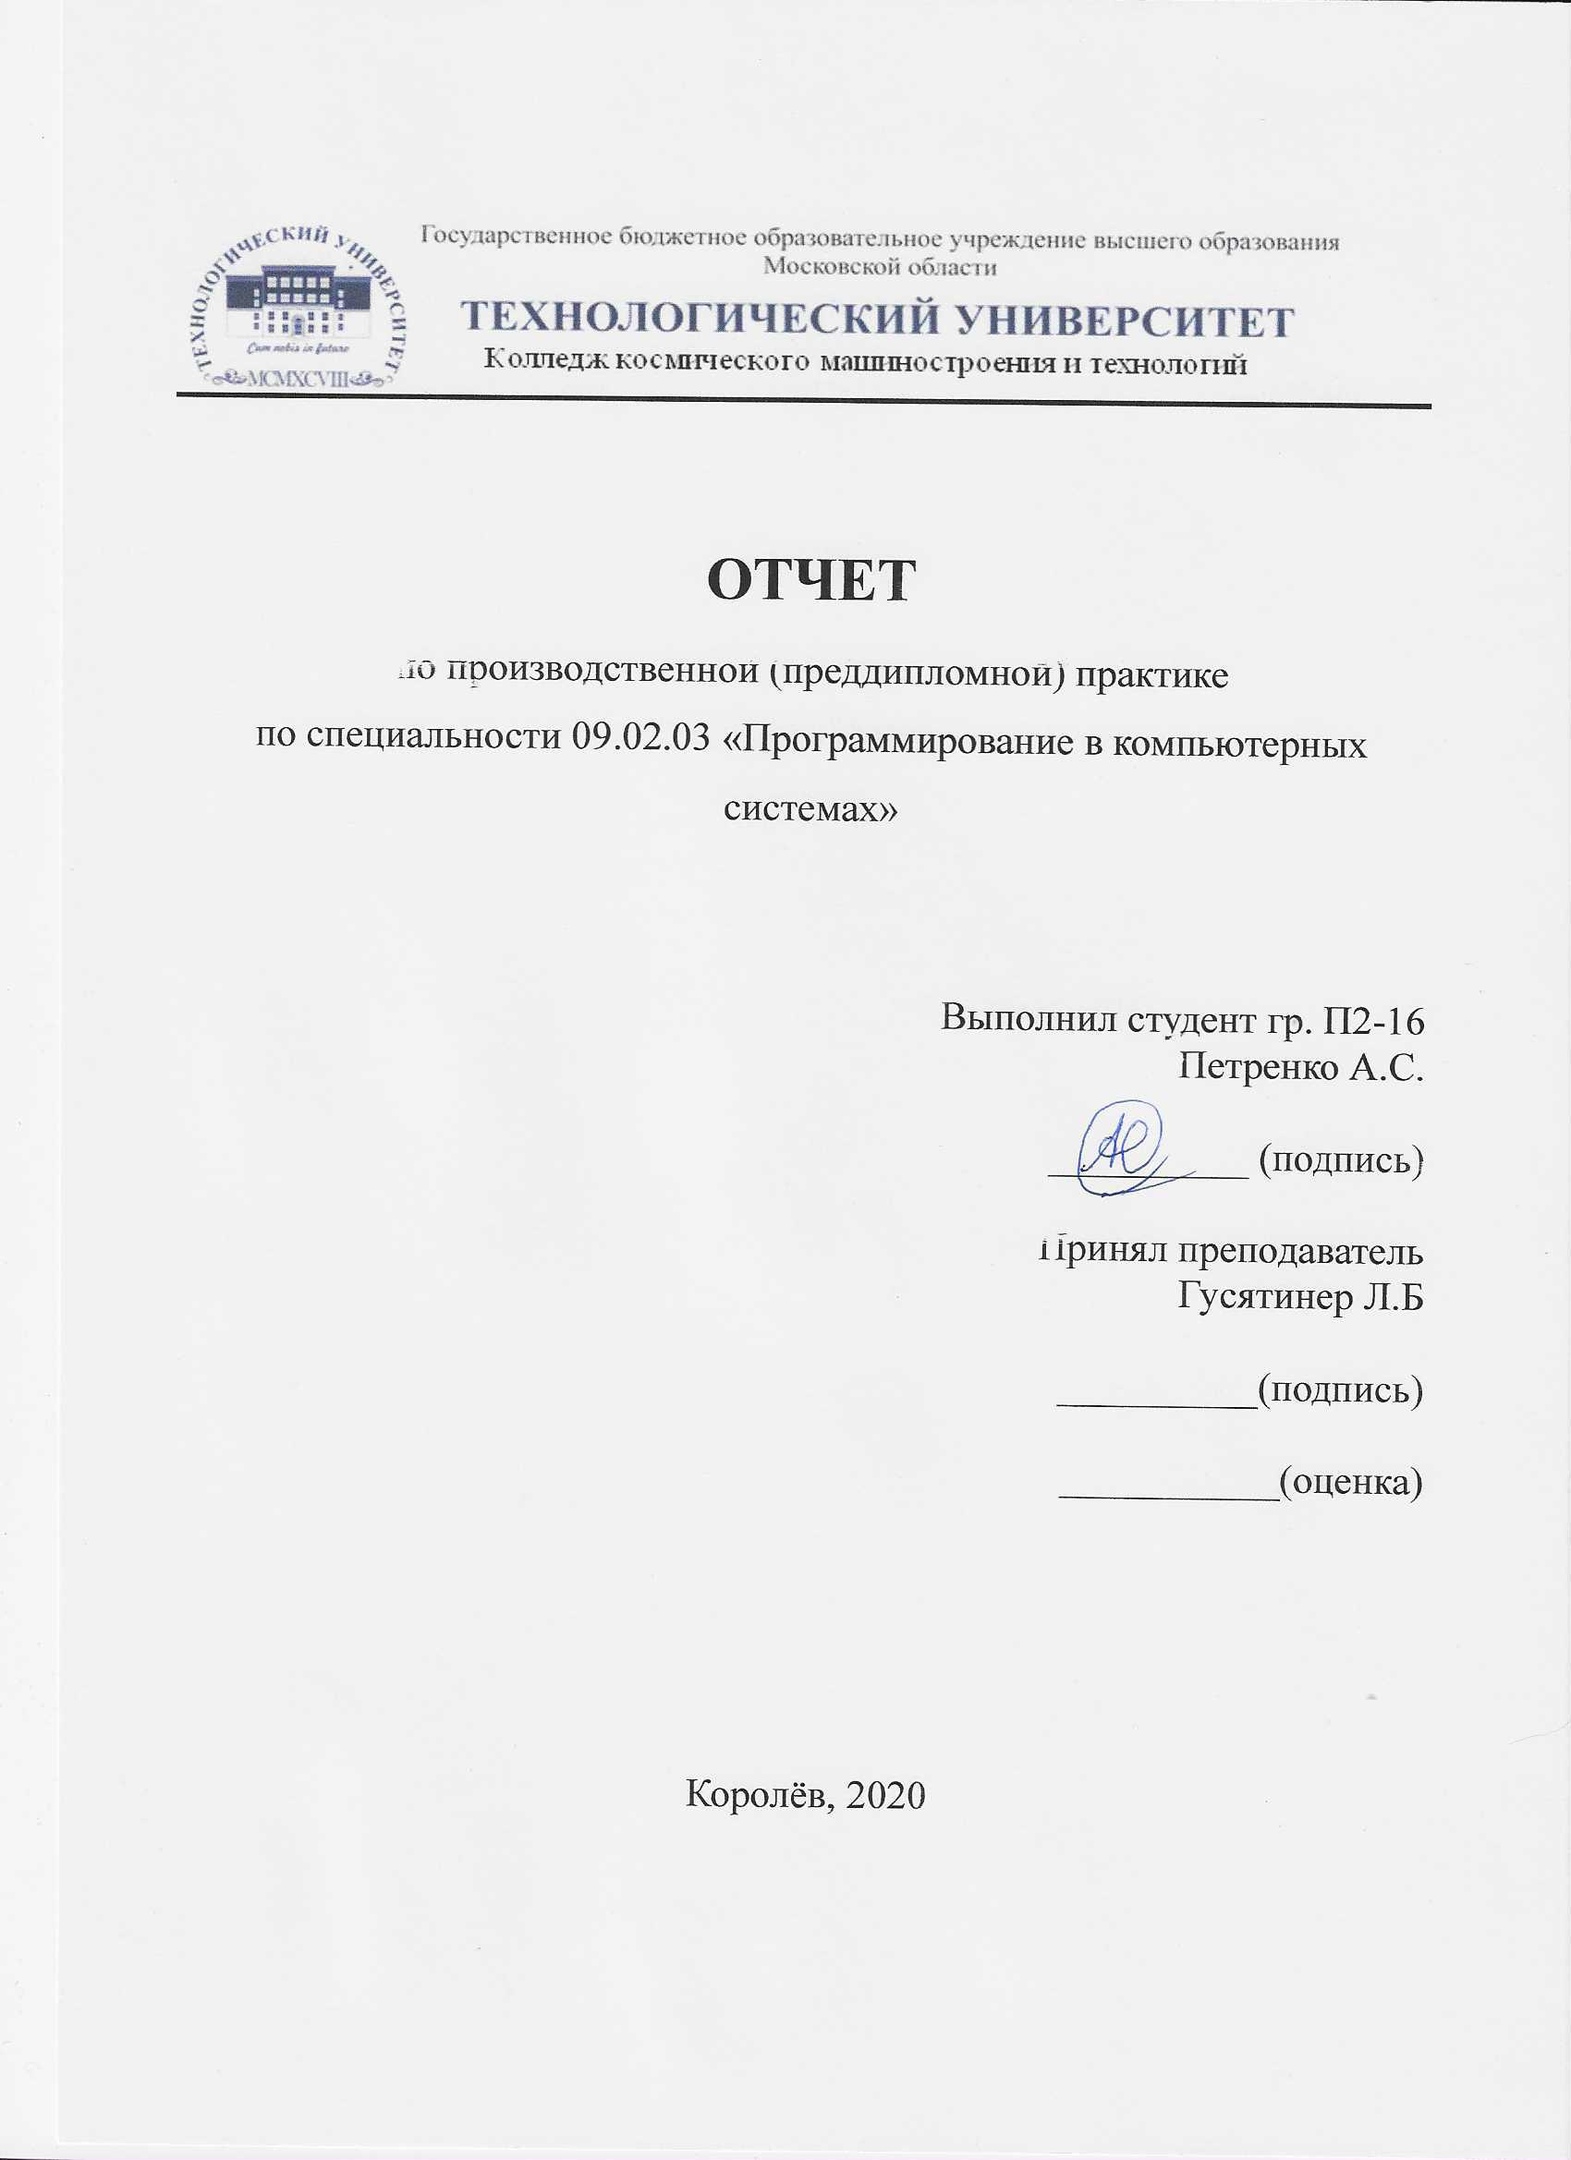 ТЕХНОЛОГИЧЕСКИЙ УНИВЕРСИТЕТ
Cum nobis in future
MCMXCVIII
Государственное бюджетное образовательное учреждение высшего образования
Московской области
ТЕХНОЛОГИЧЕСКИЙ УНИВЕРСИТЕТ
Колледж космического машиностроения и технологий
ОТЧЕТ
по производственной (преддипломной) практике
по специальности 09.02.03 «Программирование в компьютерных
системах»
Выполнил студент гр. П2-16
Петренко А.С.
__________ (подпись)
Принял преподаватель
Гусятинер Л.Б
__________(подпись)
___________(оценка)
Королёв, 2020